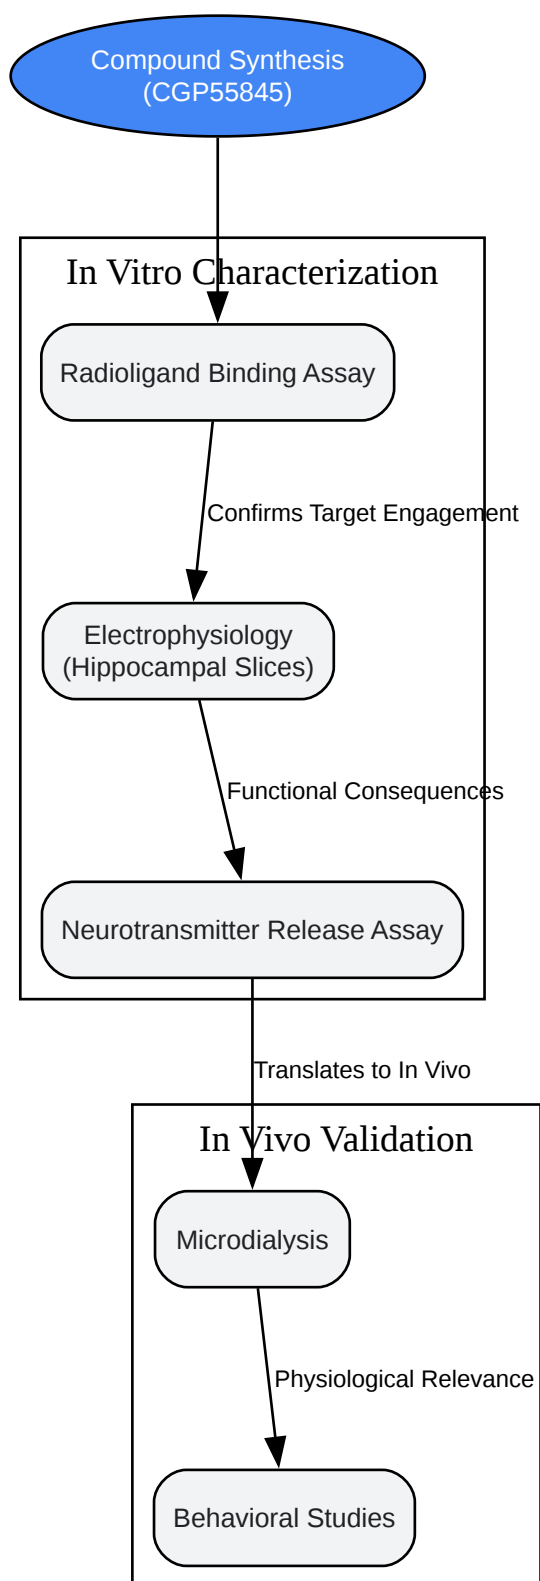 Compound Synthesis
(CGP55845)
In Vitro Characterization
Radioligand Binding Assay
Confirms Target Engagement
Electrophysiology
(Hippocampal Slices)
Functional Consequences
Neurotransmitter Release Assay
Translates to In Vivo
In Vivo Validation
Microdialysis
Physiological Relevance
Behavioral Studies